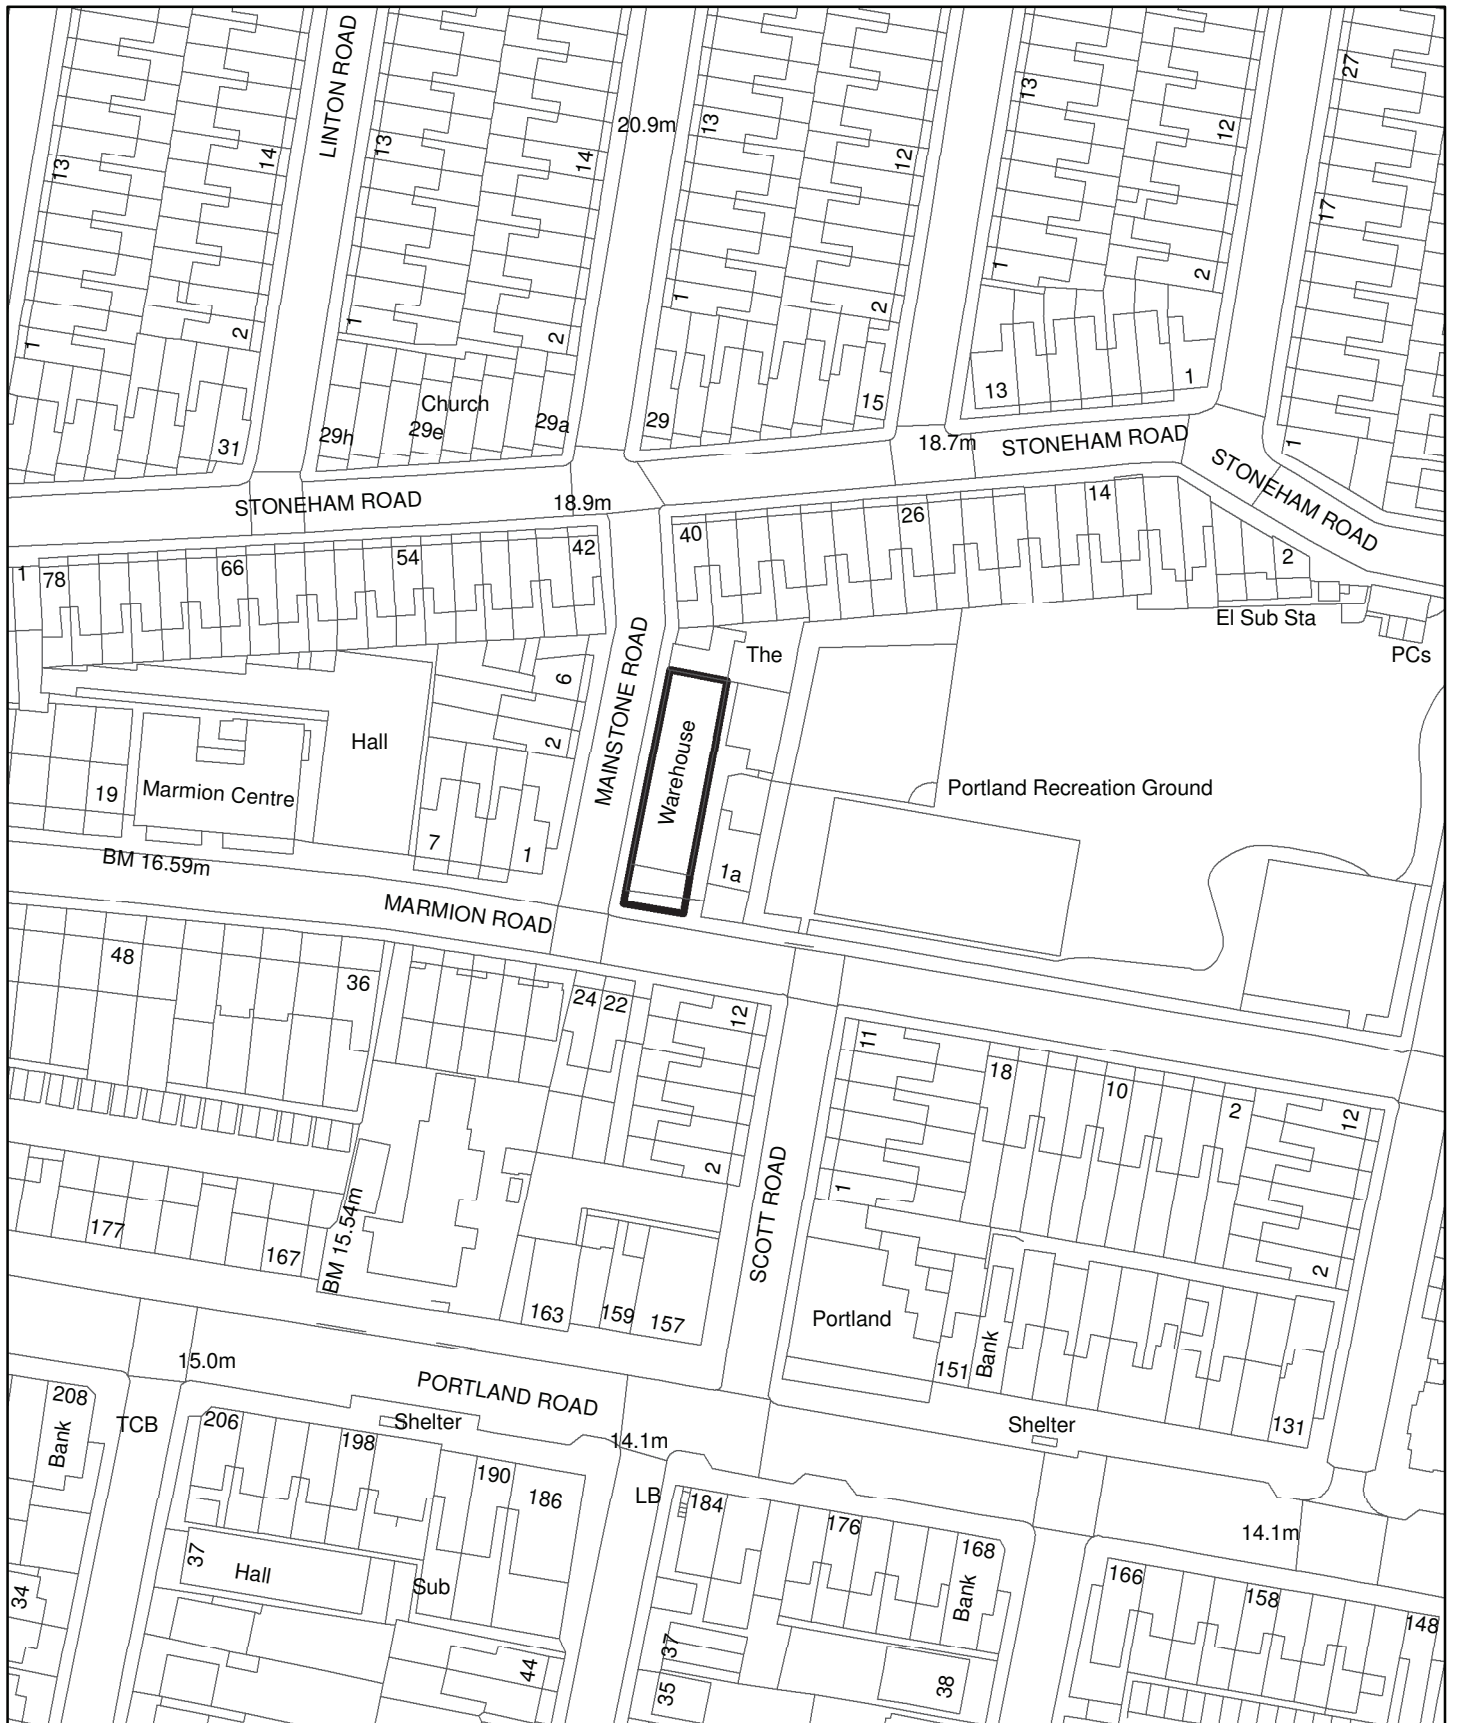 LINTON ROAD
27
13
13
20.9m
13
13
12
14
14
12
13
17
1
2
1
2
1
2
1
2
1
1
13
1
Church
29h
29e
29a
29
15
31
18.7m
STONEHAM ROAD
STONEHAM ROAD
1
STONEHAM ROAD
18.9m
14
26
40
42
54
66
78
1
2
El Sub Sta
PCs
The
MAINSTONE ROAD
6
2
Warehouse
Hall
Marmion Centre
19
Portland Recreation Ground
7
1
1a
BM 16.59m
MARMION ROAD
48
36
24
22
12
11
18
10
2
12
2
1
SCOTT ROAD
177
167
BM 15.54m
163
159
157
2
Portland
151
Bank
131
15.0m
PORTLAND ROAD
208
Bank
TCB
206
198
Shelter
14.1m
Shelter
190
186
LB
184
176
168
Bank
14.1m
166
158
148
37
Hall
Sub
34
44
37
35
38